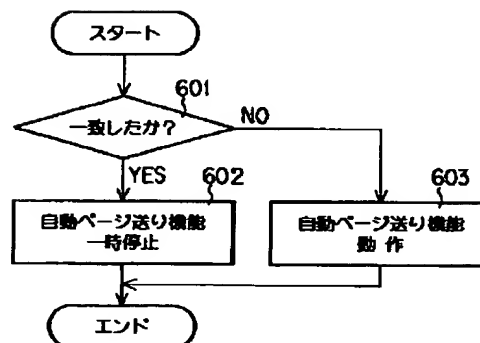 スタート
601
一致したか？
NO
YES
602
自動ページ送り機能
一時停止
603
自動ページ送り機能
動 作
エンド